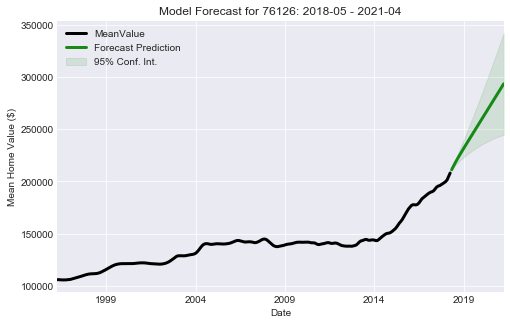 Model Forecast for 76126: 2018-05 - 2021-04
MeanValue
Forecast Prediction
95% Conf. Int.
Mean Home Value ($)
350000
300000
250000
200000
150000
100000
1999
2004
2009
2014
2019
Date